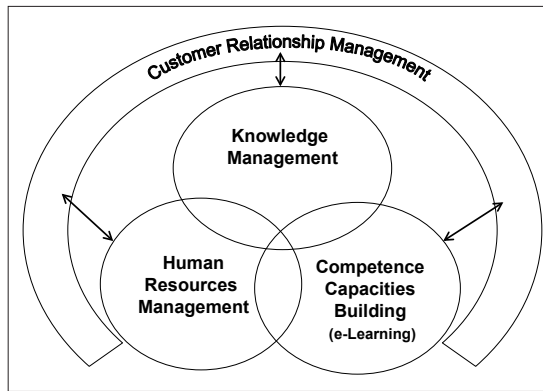 Customer Relationship Management
Knowledge
Management
Human
Resources
Management
Competence
Capacities
Building
(e-Learning)